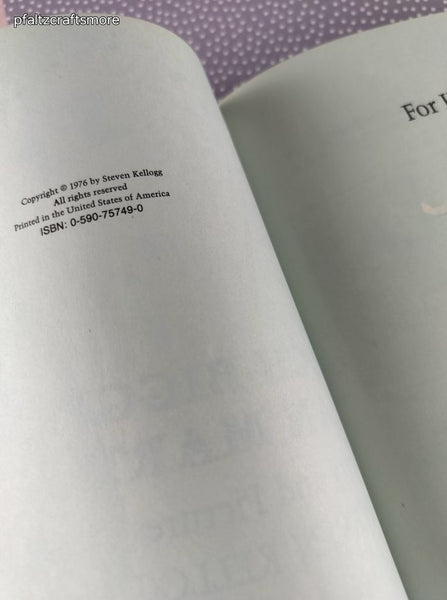 pfaltzcraftsmore
Copyright © 1976 by Steven Kellogg
All rights reserved
Printed in the United States of America
ISBN: 0-590-75749-0
For